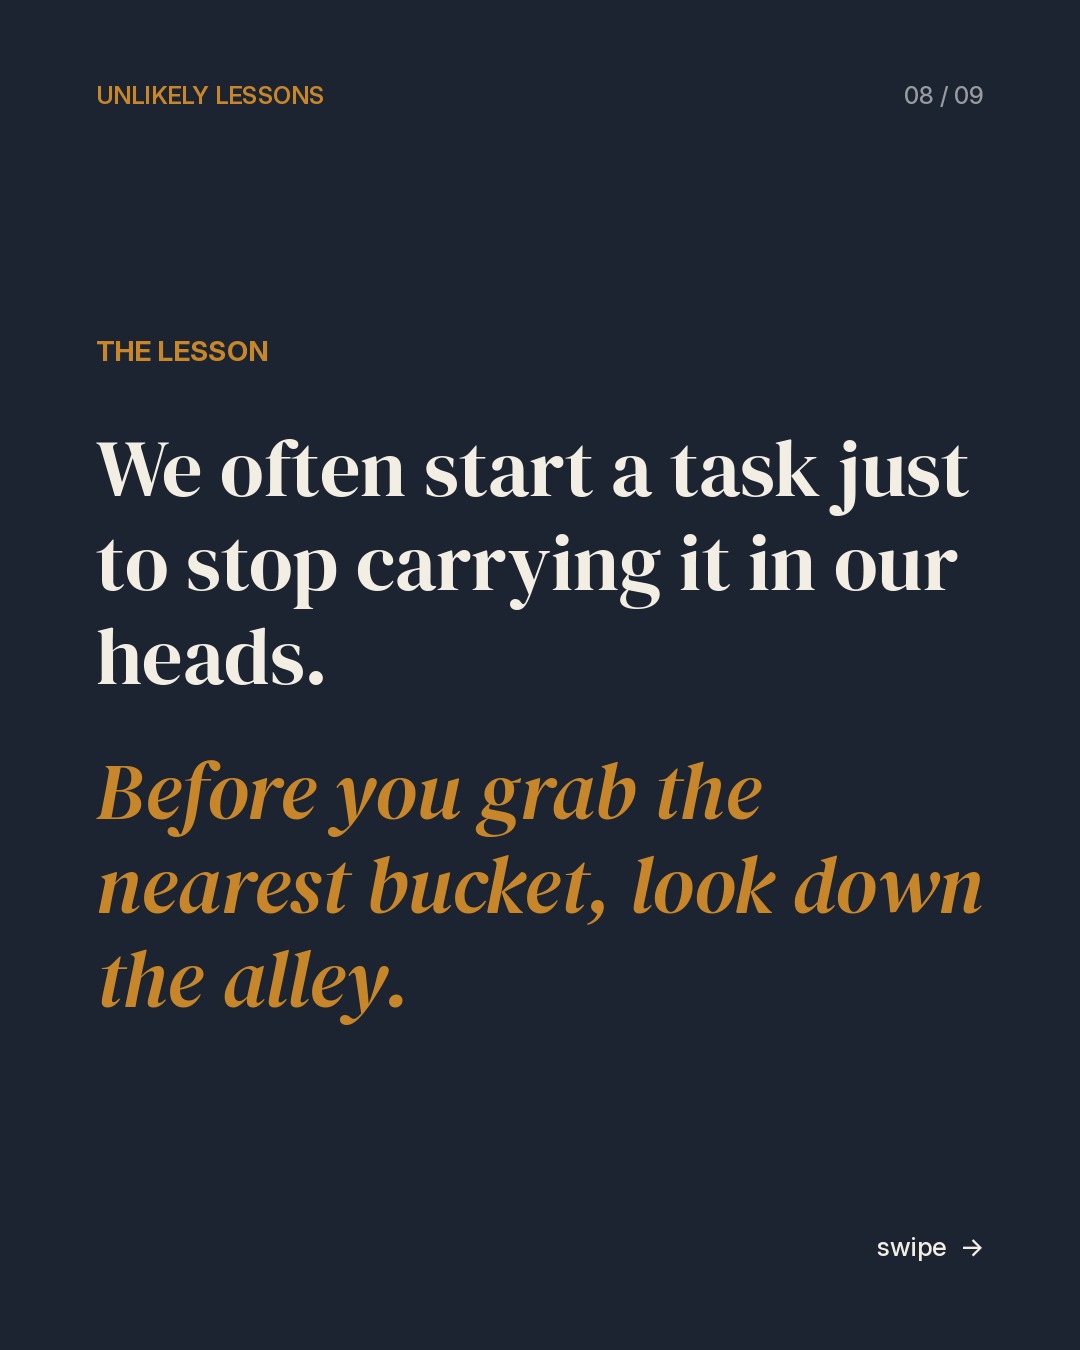 UNLIKELY LESSONS
08 / 09
THE LESSON
We often start a task just
to stop carrying it in our
heads.
Before you grab the
nearest bucket, look down
the alley.
swipe →